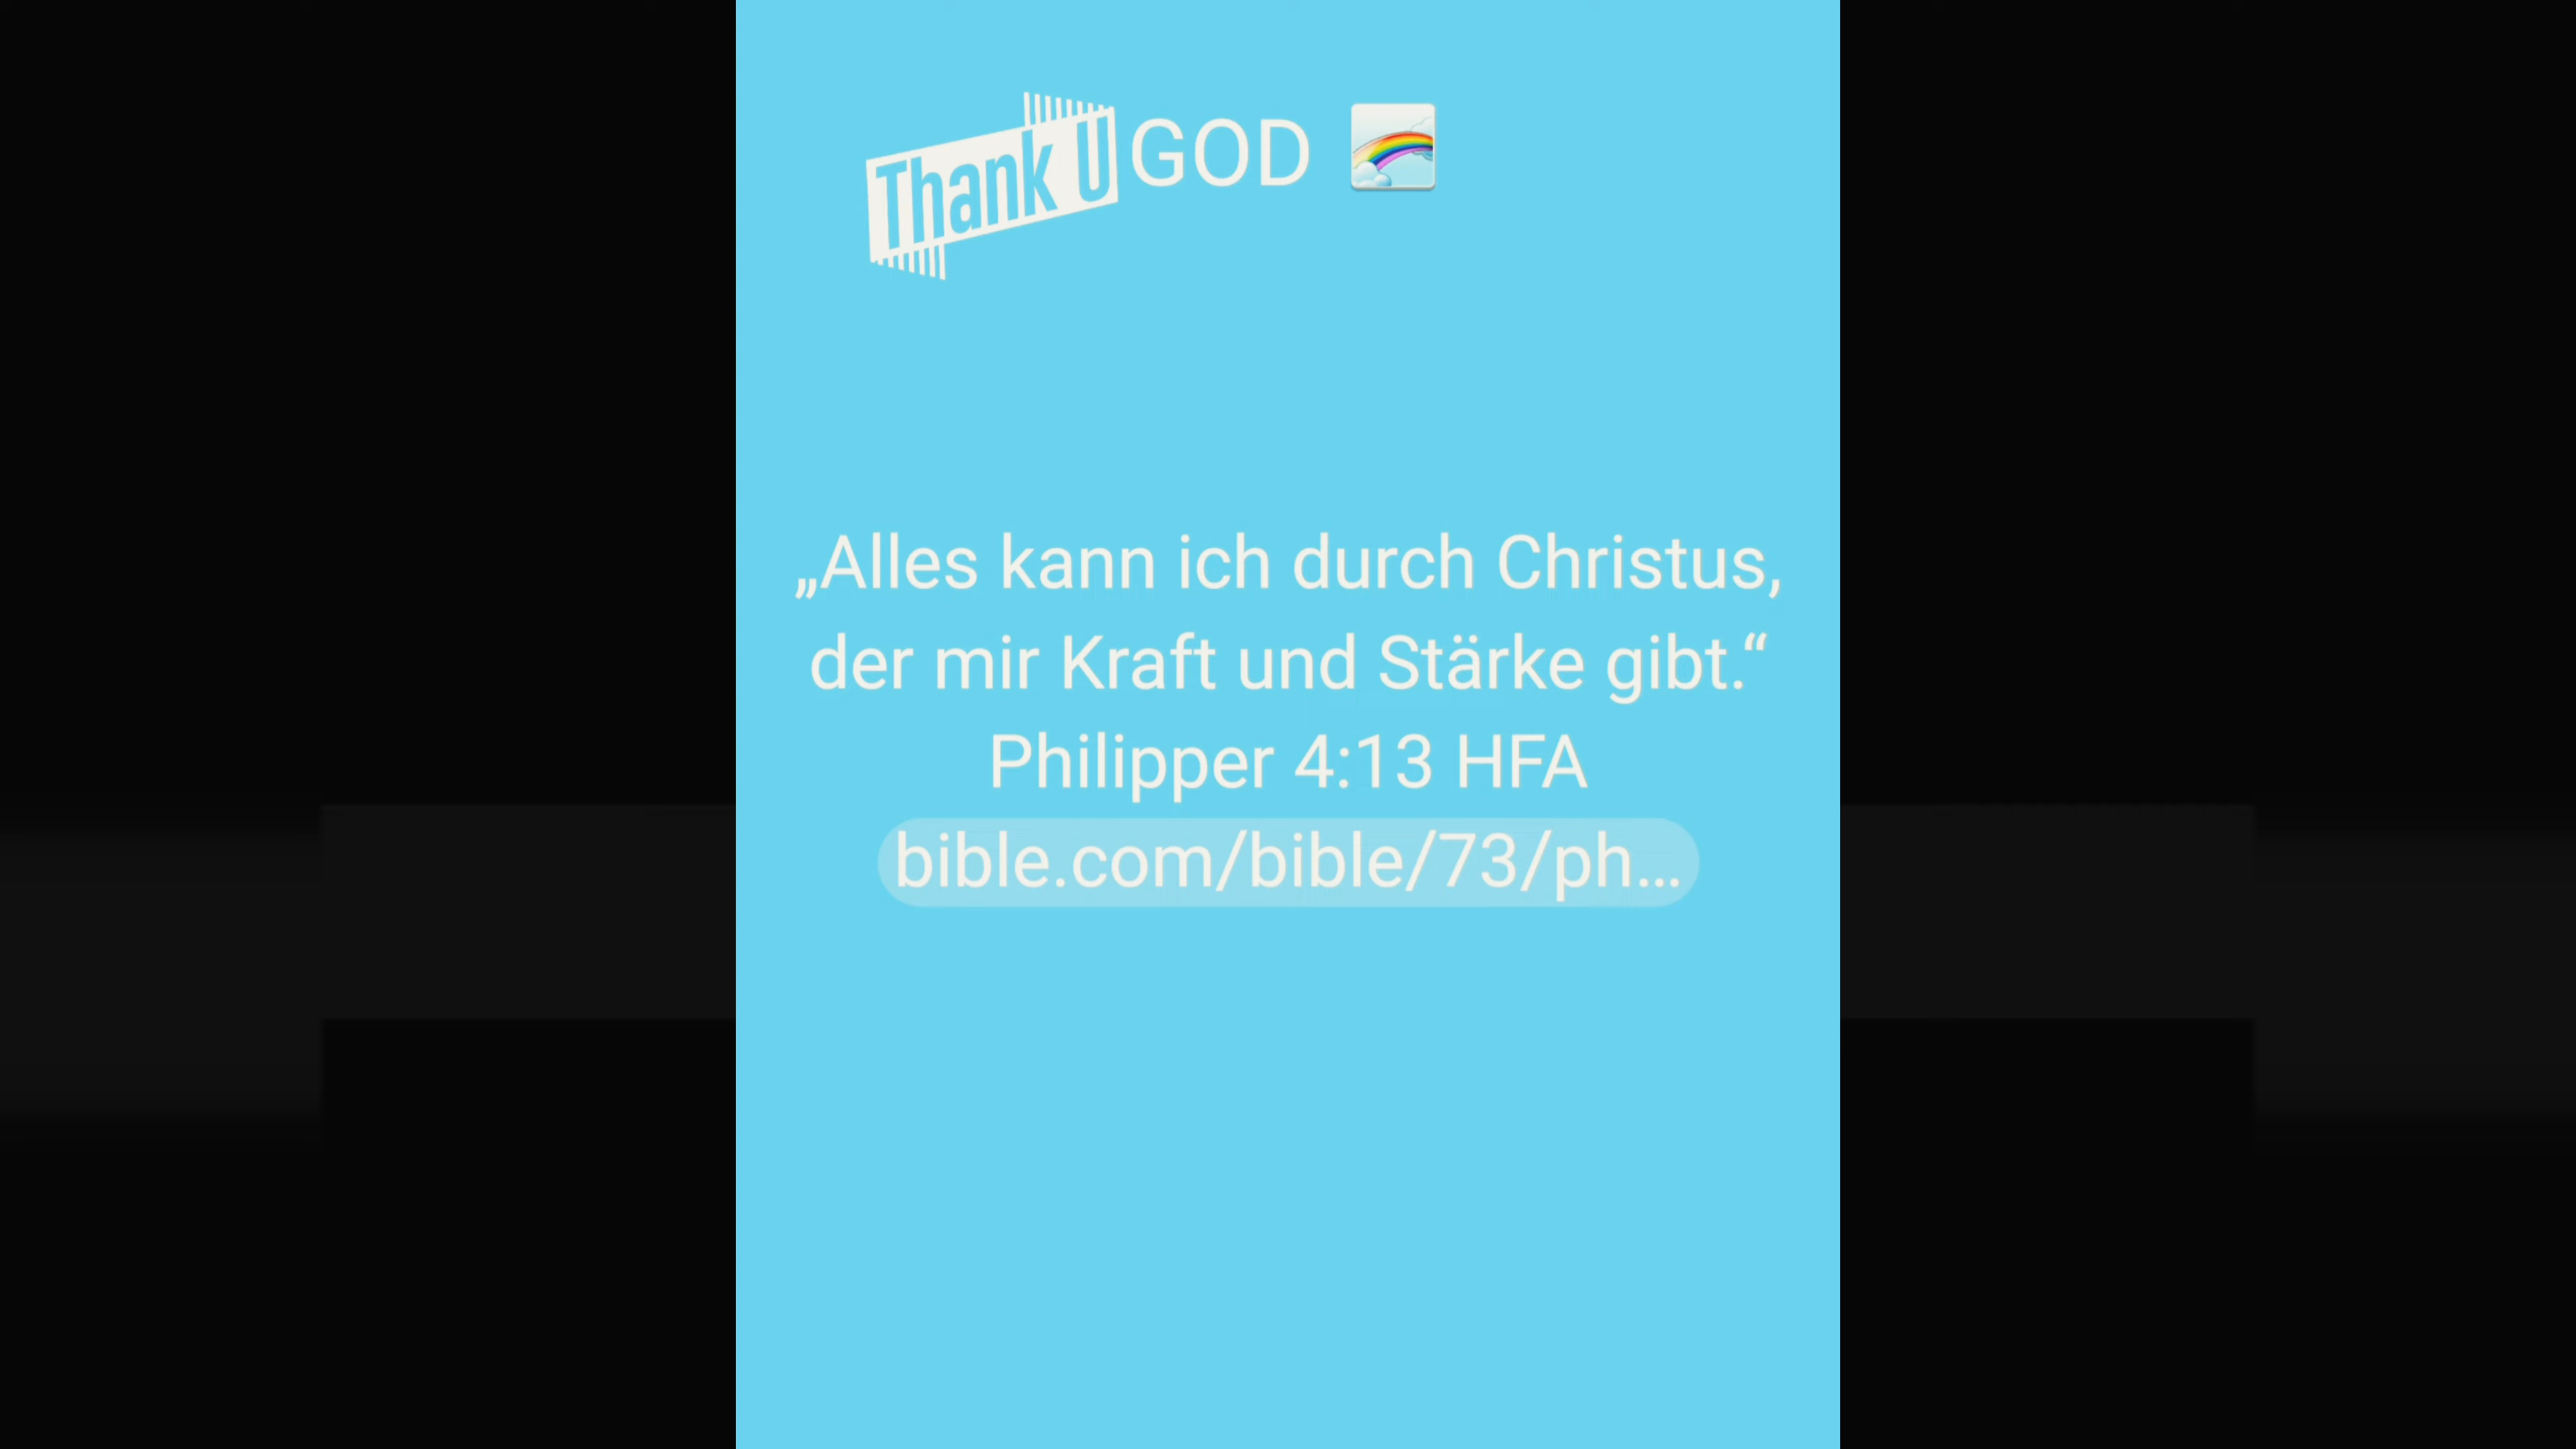 Thank U GOD
„Alles kann ich durch Christus,
der mir Kraft und Stärke gibt.“
Philipper 4:13 HFA
bible.com/bible/73/ph…